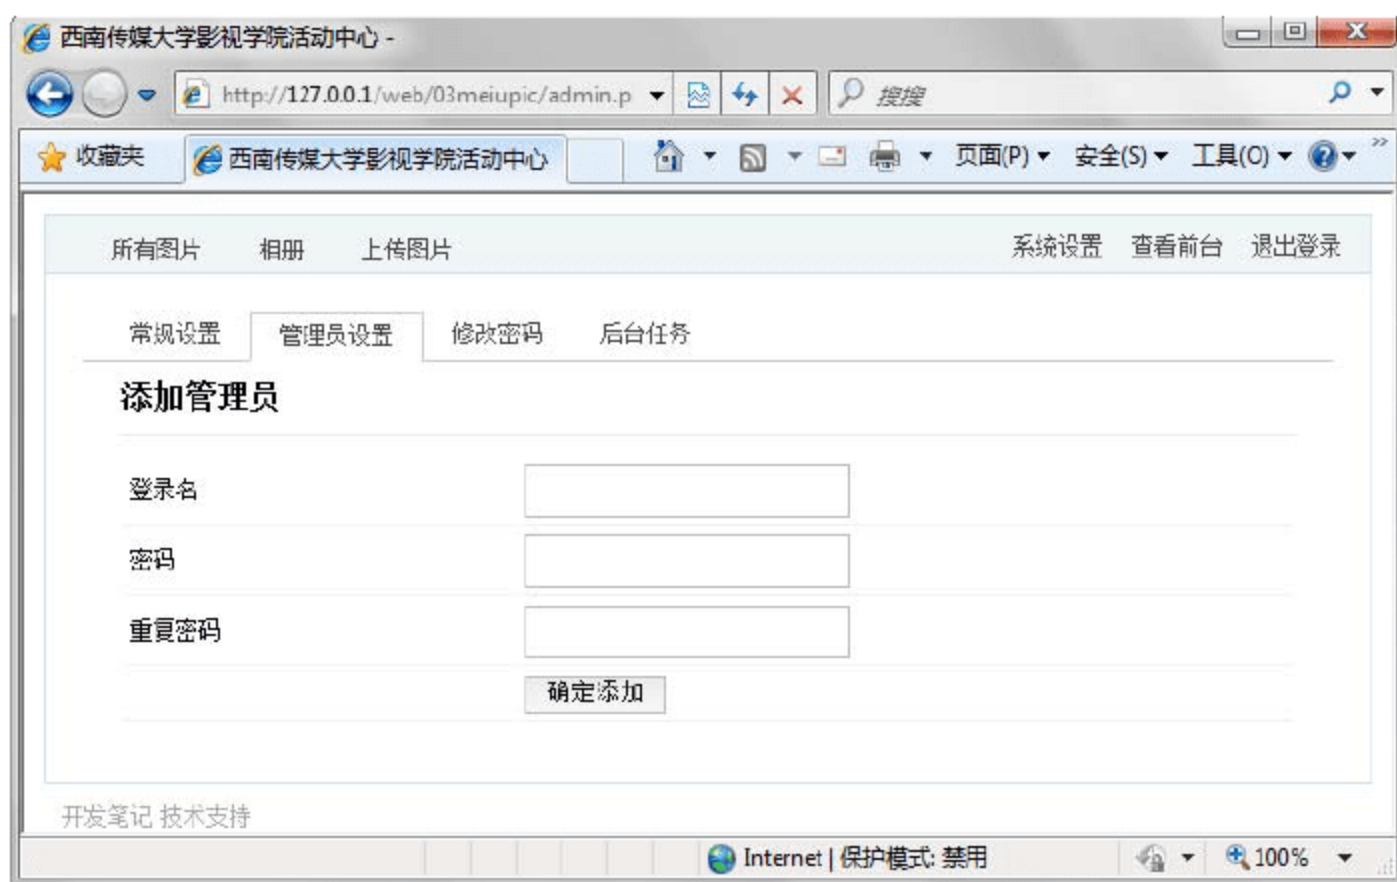 西南传媒大学影视学院活动中心 -
http://127.0.0.1/web/03meiupic/admin.p 搜搜
收藏夹 西南传媒大学影视学院活动中心 页面(P) 安全(S) 工具(O)
所有图片 相册 上传图片 系统设置 查看前台 退出登录
常规设置 管理员设置 修改密码 后台任务
添加管理员
登录名
密码
重复密码
确定添加
开发笔记 技术支持
Internet | 保护模式: 禁用 100%